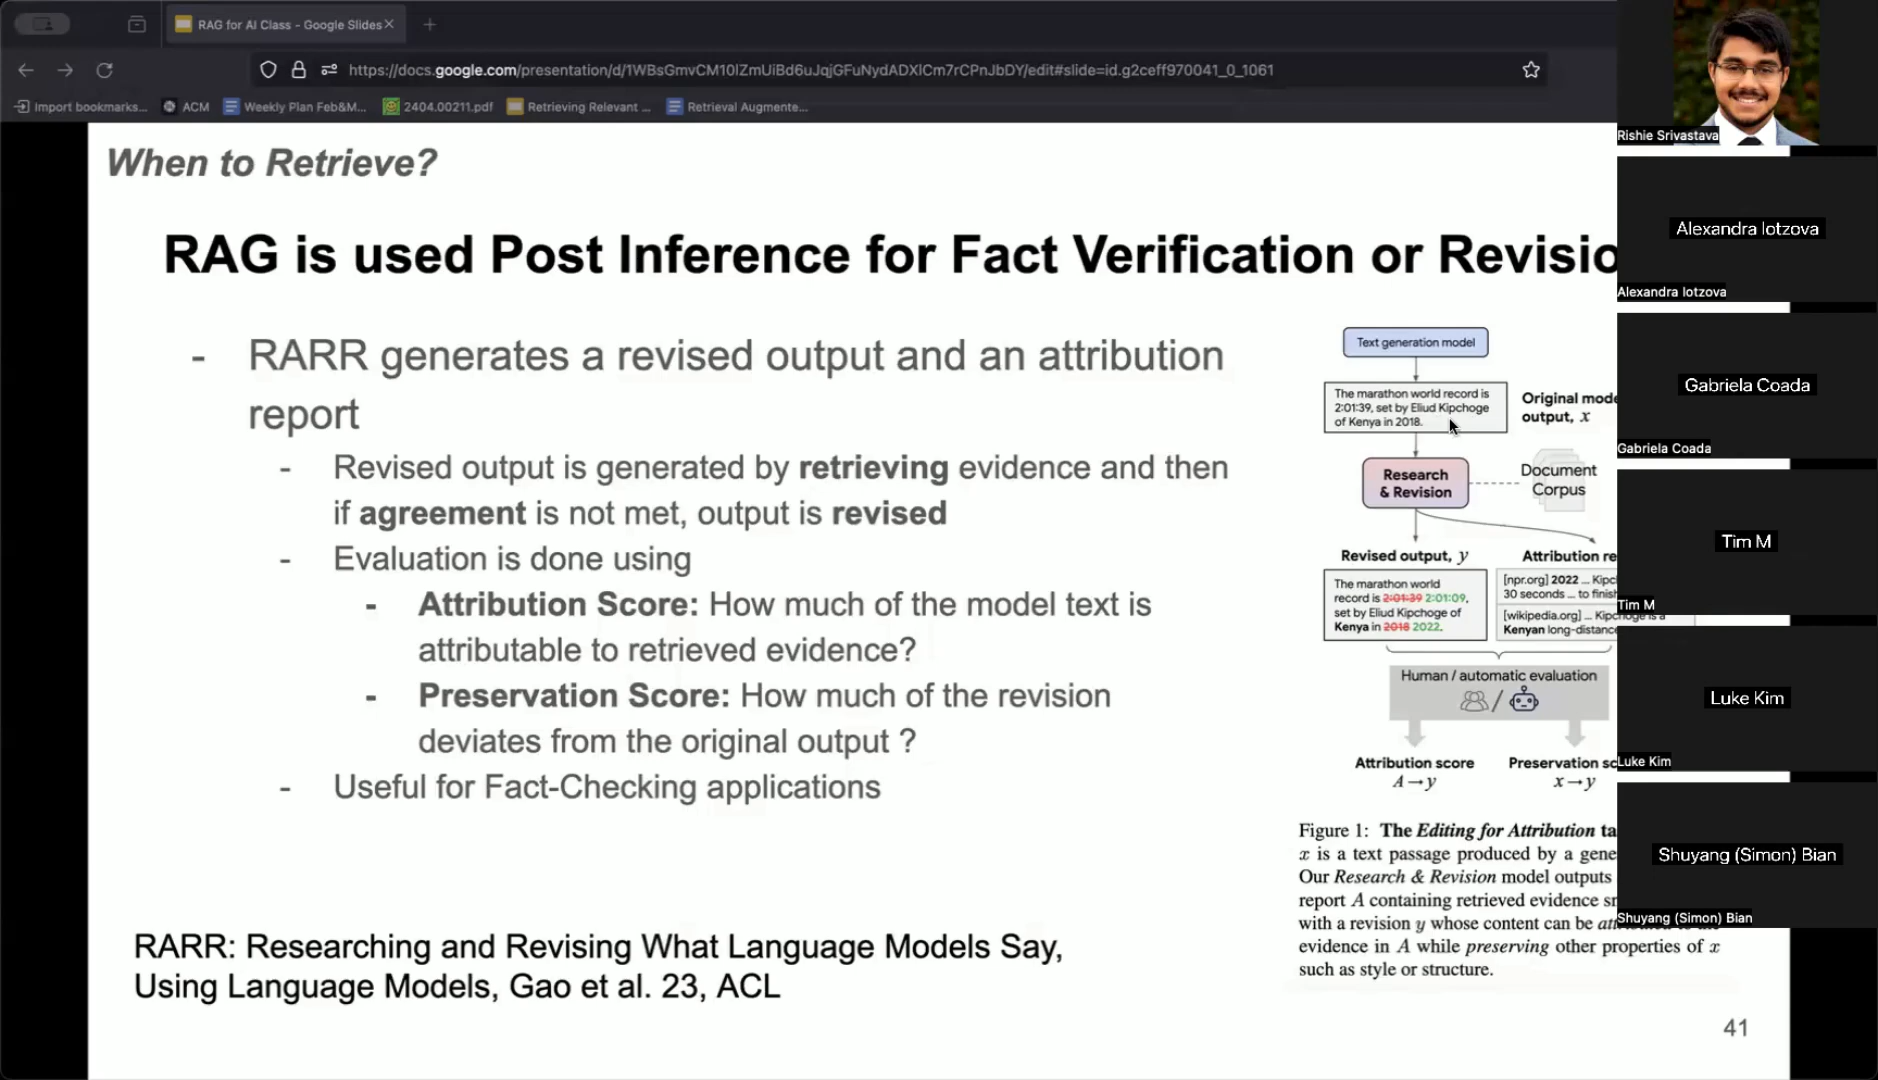 RAG for AI Class - Google Slides
https://docs.google.com/presentation/d/1WBsGmvCM10lZmUiBd6uJqjGFuNydADXlCm7rCPnJbDY/edit#slide=id.g2ceff970041_0_1061
Import bookmarks... ACM Weekly Plan Feb&M... 2404.00211.pdf Retrieving Relevant ... Retrieval Augmente...
When to Retrieve?
RAG is used Post Inference for Fact Verification or Revisio
- RARR generates a revised output and an attribution
report
- Revised output is generated by retrieving evidence and then
if agreement is not met, output is revised
- Evaluation is done using
- Attribution Score: How much of the model text is
attributable to retrieved evidence?
- Preservation Score: How much of the revision
deviates from the original output ?
- Useful for Fact-Checking applications
RARR: Researching and Revising What Language Models Say,
Using Language Models, Gao et al. 23, ACL
Text generation model
The marathon world record is
2:01:39, set by Eliud Kipchoge
of Kenya in 2018.
Original mode
output, x
Research
& Revision
Document
Corpus
Revised output, y
The marathon world
record is 2:01:39 2:01:09,
set by Eliud Kipchoge of
Kenya in 2018 2022.
Attribution re
[npr.org] 2022 ... Kipc
30 seconds ... to finish
[wikipedia.org] ... Kipchoge is a
Kenyan long-distance
Human / automatic evaluation
Attribution score
A→y
Preservation sc
x→y
Figure 1: The Editing for Attribution ta
x is a text passage produced by a gene
Our Research & Revision model outputs
report A containing retrieved evidence sn
with a revision y whose content can be
evidence in A while preserving other properties of x
such as style or structure.
41
Rishie Srivastava
Alexandra Iotzova
Alexandra Iotzova
Gabriela Coada
Gabriela Coada
Tim M
Tim M
Luke Kim
Luke Kim
Shuyang (Simon) Bian
Shuyang (Simon) Bian